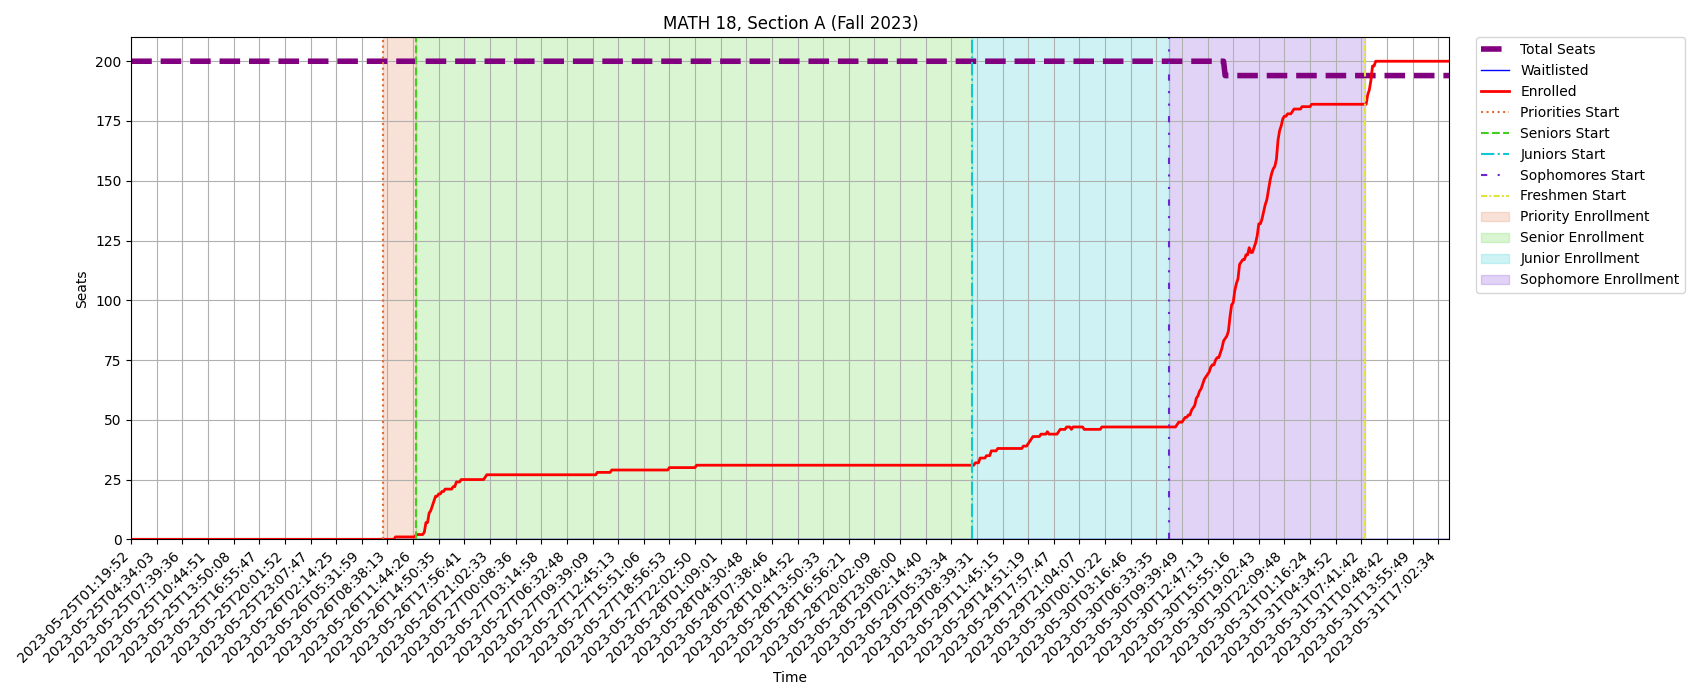 MATH 18, Section A (Fall 2023)
Seats
200
175
150
125
100
75
50
25
0
2023-05-25T01:19:52
2023-05-25T04:34:03
2023-05-25T07:39:36
2023-05-25T10:44:51
2023-05-25T13:50:08
2023-05-25T16:55:47
2023-05-25T20:01:52
2023-05-25T23:07:47
2023-05-26T02:14:25
2023-05-26T05:31:59
2023-05-26T08:38:13
2023-05-26T11:44:26
2023-05-26T14:50:35
2023-05-26T17:56:41
2023-05-26T21:02:33
2023-05-27T00:08:36
2023-05-27T03:14:58
2023-05-27T06:32:48
2023-05-27T09:39:09
2023-05-27T12:45:13
2023-05-27T15:51:06
2023-05-27T18:56:53
2023-05-27T22:02:50
2023-05-28T01:09:01
2023-05-28T04:30:48
2023-05-28T07:38:46
2023-05-28T10:44:52
2023-05-28T13:50:33
2023-05-28T16:56:21
2023-05-28T20:02:09
2023-05-28T23:08:00
2023-05-29T02:14:40
2023-05-29T05:33:34
2023-05-29T08:39:31
2023-05-29T11:45:15
2023-05-29T14:51:19
2023-05-29T17:57:47
2023-05-29T21:04:07
2023-05-30T00:10:22
2023-05-30T03:16:46
2023-05-30T06:33:35
2023-05-30T09:39:49
2023-05-30T12:47:13
2023-05-30T15:55:16
2023-05-30T19:02:43
2023-05-30T22:09:48
2023-05-31T01:16:24
2023-05-31T04:34:52
2023-05-31T07:41:42
2023-05-31T10:48:42
2023-05-31T13:55:49
2023-05-31T17:02:34
Time
Total Seats
Waitlisted
Enrolled
Priorities Start
Seniors Start
Juniors Start
Sophomores Start
Freshmen Start
Priority Enrollment
Senior Enrollment
Junior Enrollment
Sophomore Enrollment